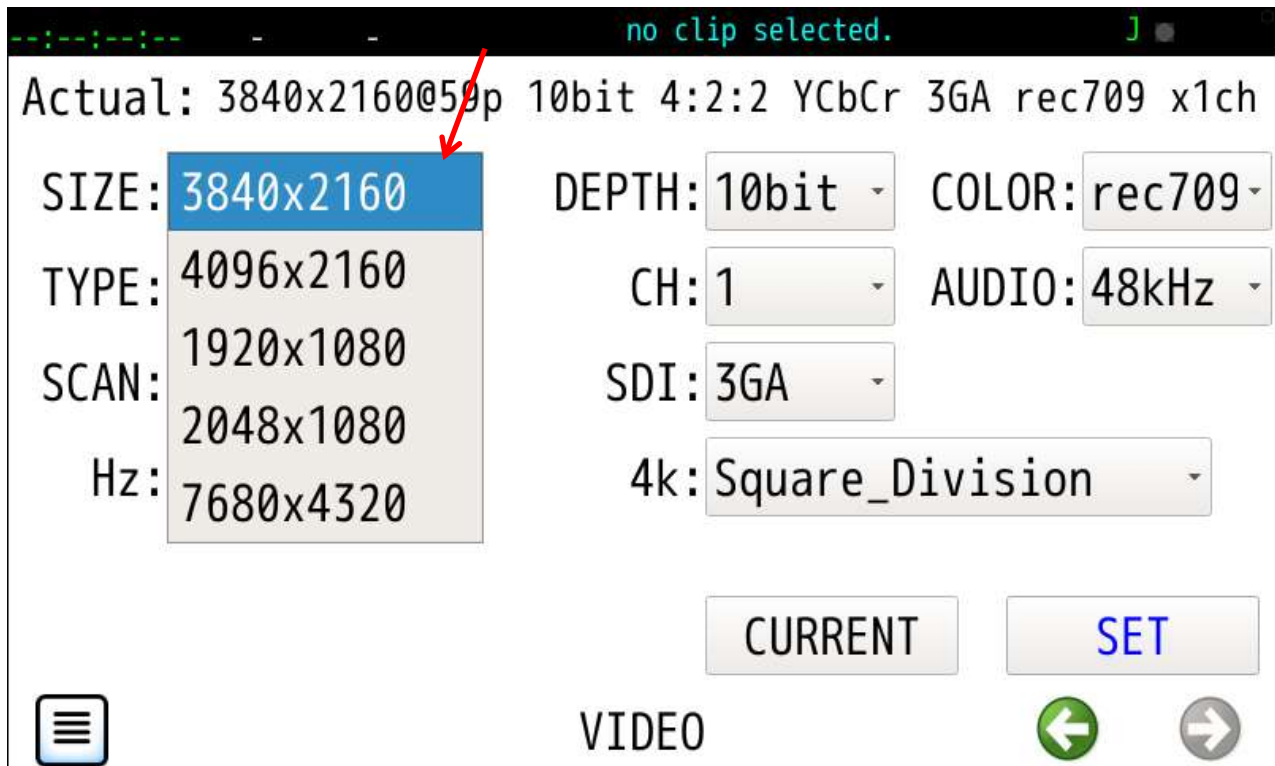 --:--:--:-- - - no clip selected. J
Actual: 3840x2160@59p 10bit 4:2:2 YCbCr 3GA rec709 x1ch
SIZE: 3840x2160 DEPTH: 10bit COLOR: rec709
4096x2160
TYPE: CH: 1 AUDIO: 48kHz
1920x1080
SCAN: SDI: 3GA
2048x1080
Hz: 4k: Square_Division
7680x4320
CURRENT SET
VIDEO